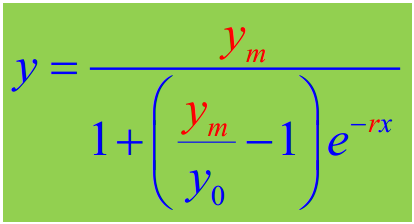 y = y_m / (1 + (y_m / y_0 − 1) e^{−rx})